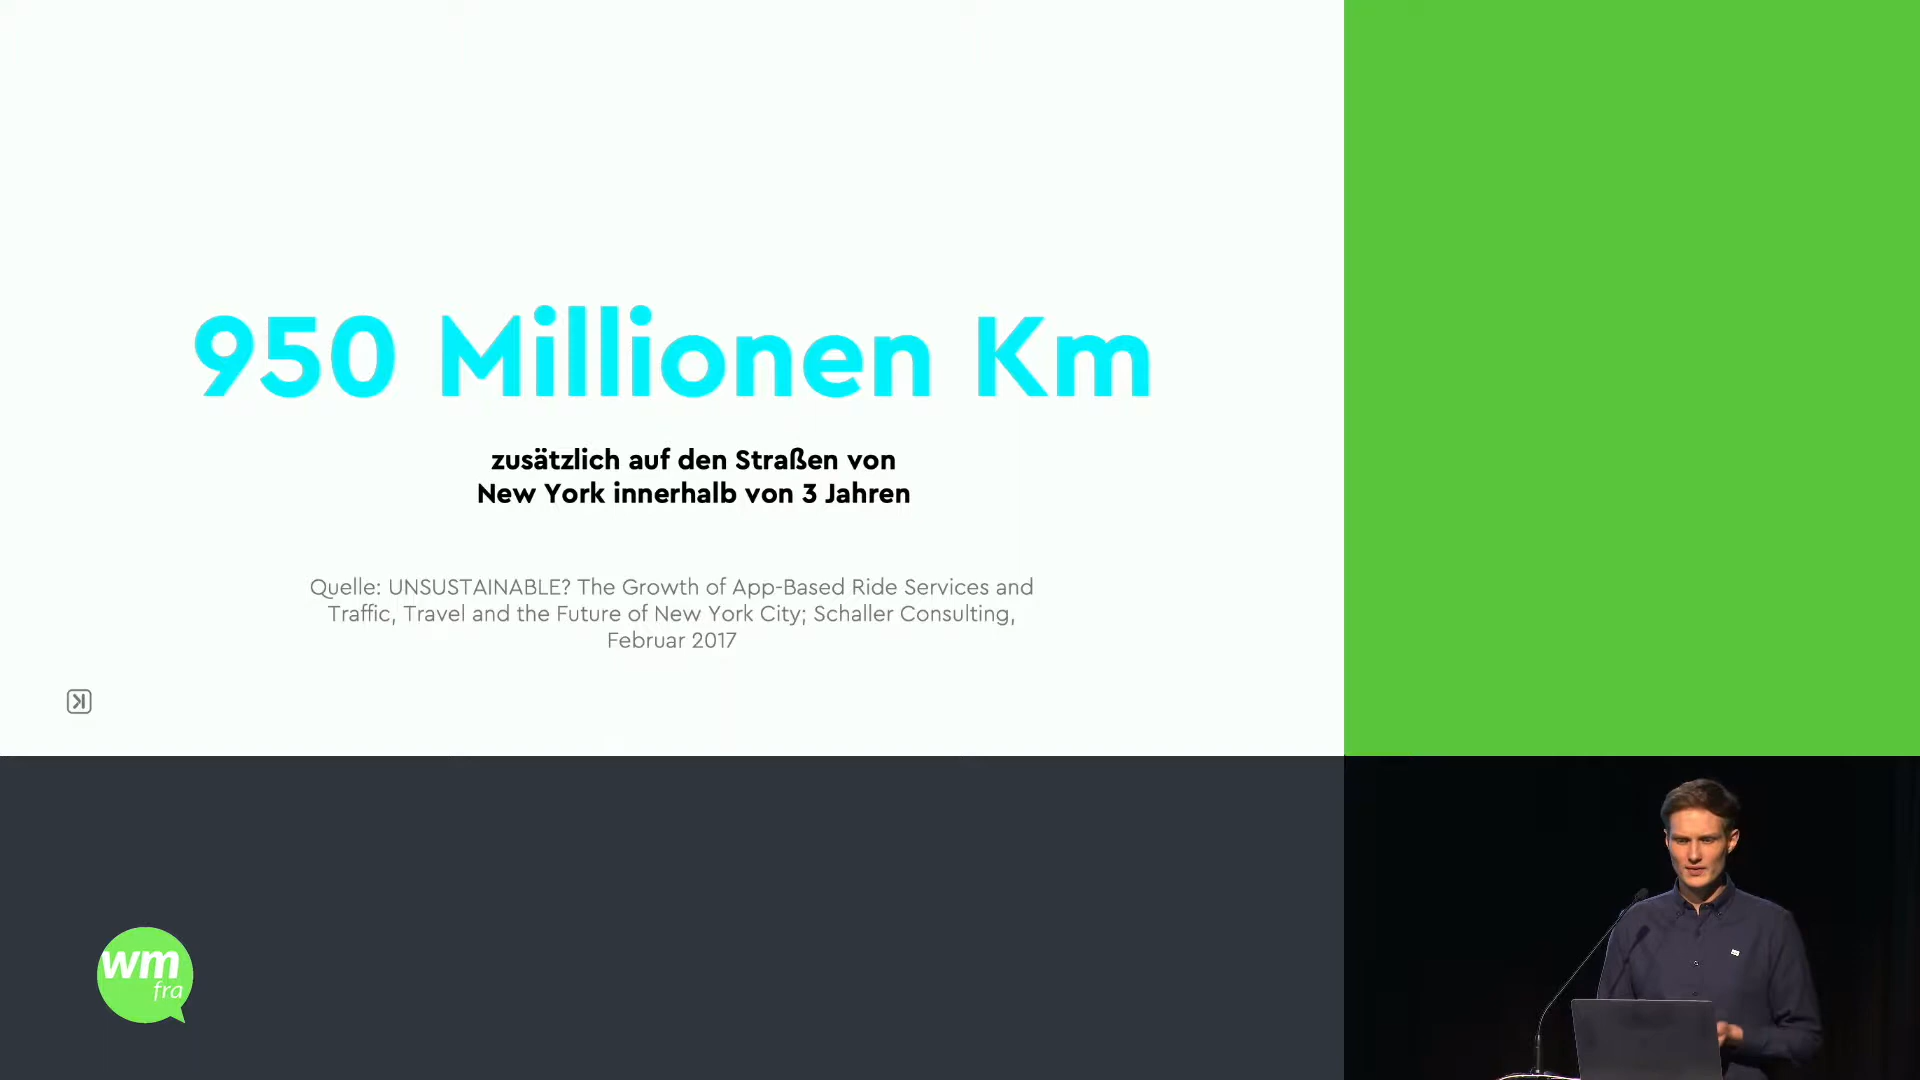 950 Millionen Km
zusätzlich auf den Straßen von
New York innerhalb von 3 Jahren
Quelle: UNSUSTAINABLE? The Growth of App-Based Ride Services and
Traffic, Travel and the Future of New York City; Schaller Consulting,
Februar 2017
wm
fra